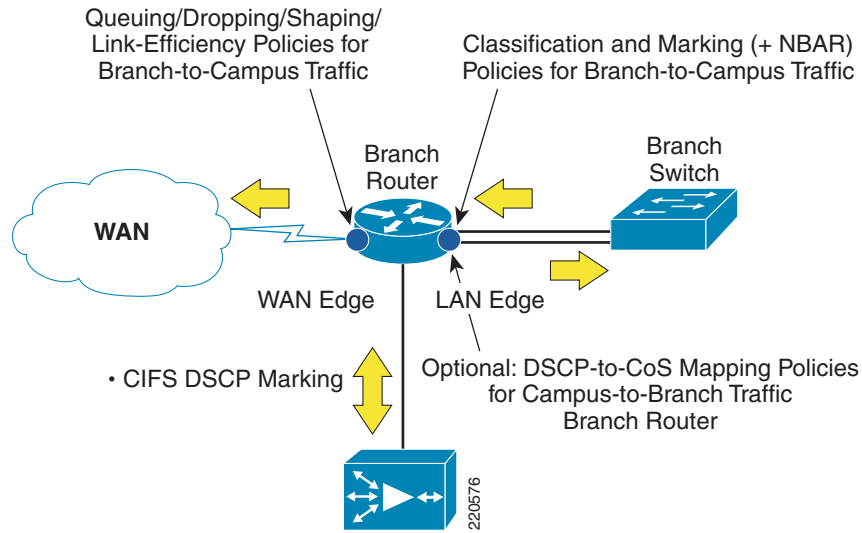 Queuing/Dropping/Shaping/
Link-Efficiency Policies for
Branch-to-Campus Traffic
Classification and Marking (+ NBAR)
Policies for Branch-to-Campus Traffic
Branch
Router
Branch
Switch
WAN
WAN Edge
LAN Edge
• CIFS DSCP Marking
Optional: DSCP-to-CoS Mapping Policies
for Campus-to-Branch Traffic
Branch Router
220576